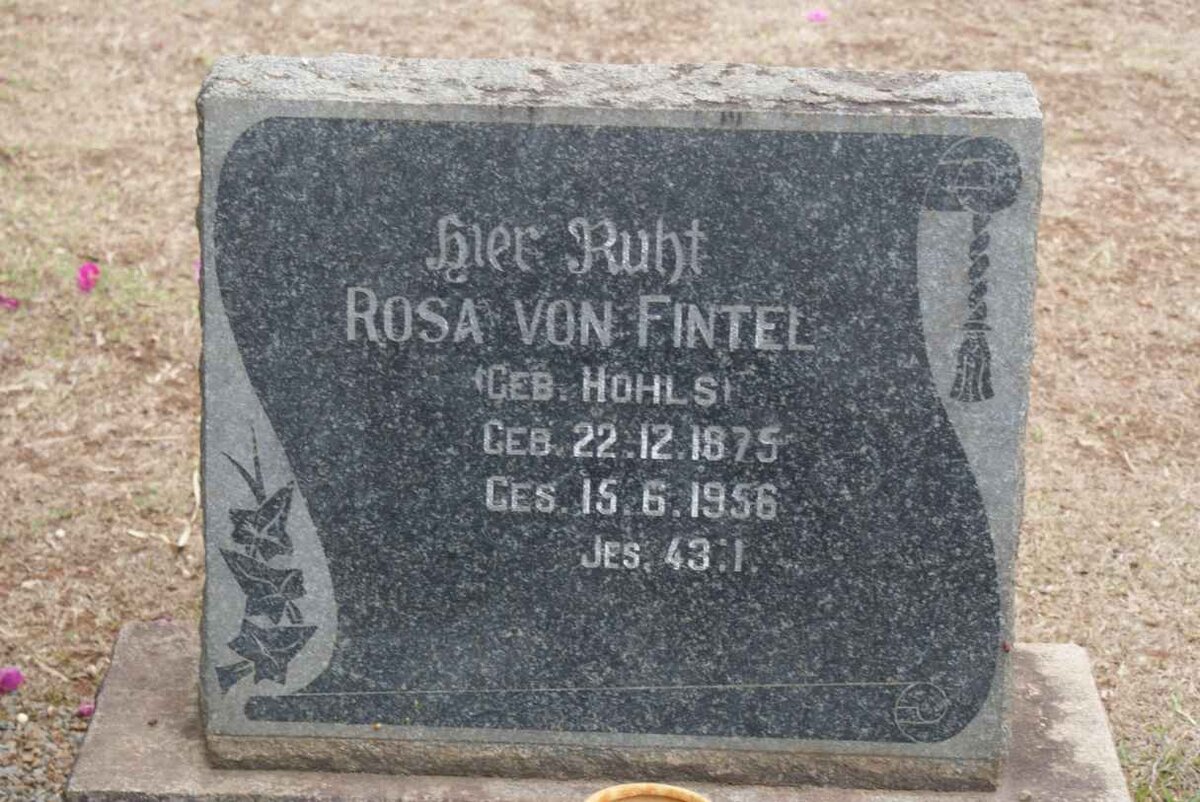 Hier Ruht
ROSA VON FINTEL
(GEB. HOHLS)
GEB. 22.12.1875
GES. 15.6.1956
JES. 43:1.